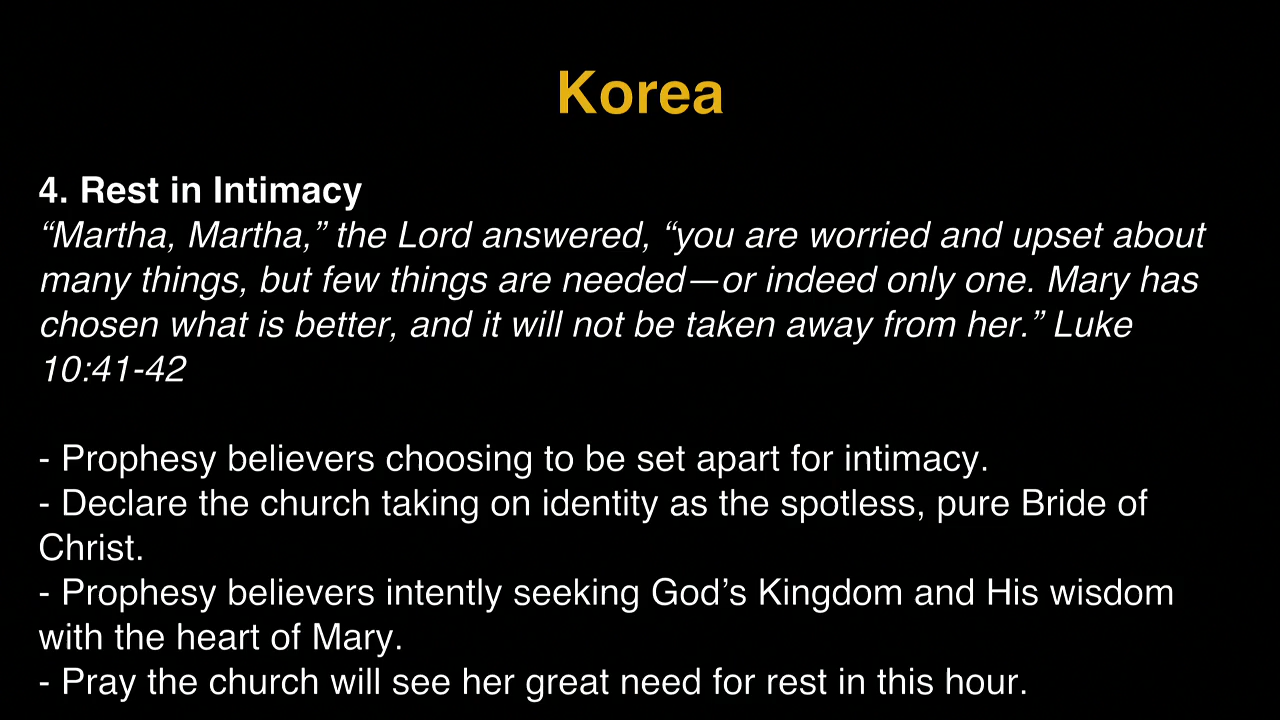 Korea
4. Rest in Intimacy
“Martha, Martha,” the Lord answered, “you are worried and upset about
many things, but few things are needed—or indeed only one. Mary has
chosen what is better, and it will not be taken away from her.” Luke
10:41-42
- Prophesy believers choosing to be set apart for intimacy.
- Declare the church taking on identity as the spotless, pure Bride of
Christ.
- Prophesy believers intently seeking God’s Kingdom and His wisdom
with the heart of Mary.
- Pray the church will see her great need for rest in this hour.